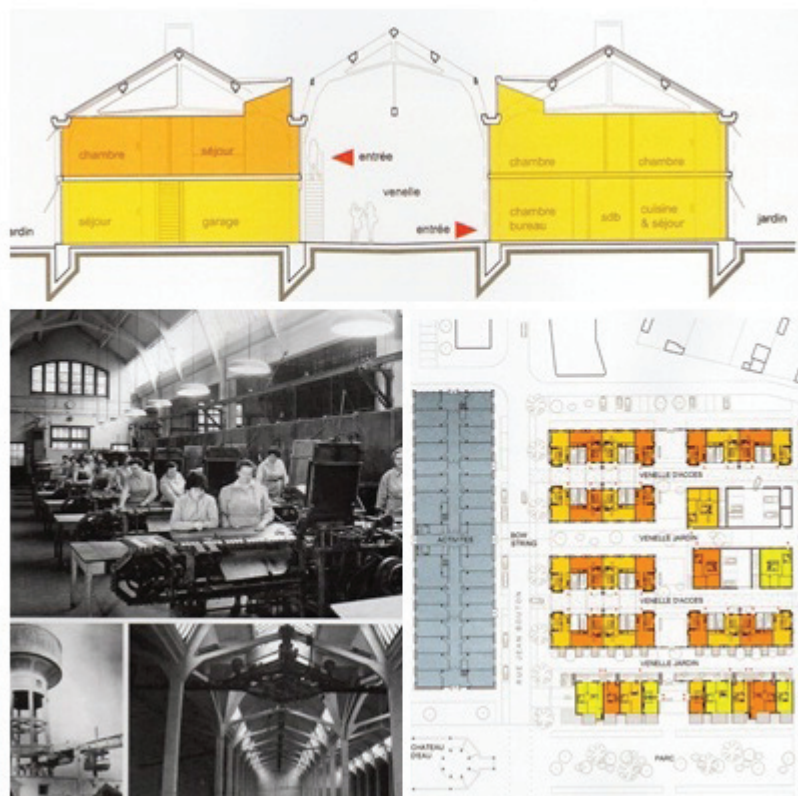 chambre
séjour
entrée
séjour
garage
venelle
entrée
chambre
chambre
chambre
bureau
sdb
cuisine
& séjour
ardin
jardin
VENELLE D'ACCES
ACTIVITES
BOW
STRING
VENELLE JARDIN
VENELLE D'ACCES
RUE JEAN BOUTON
VENELLE JARDIN
CHATEAU
D'EAU
PARC